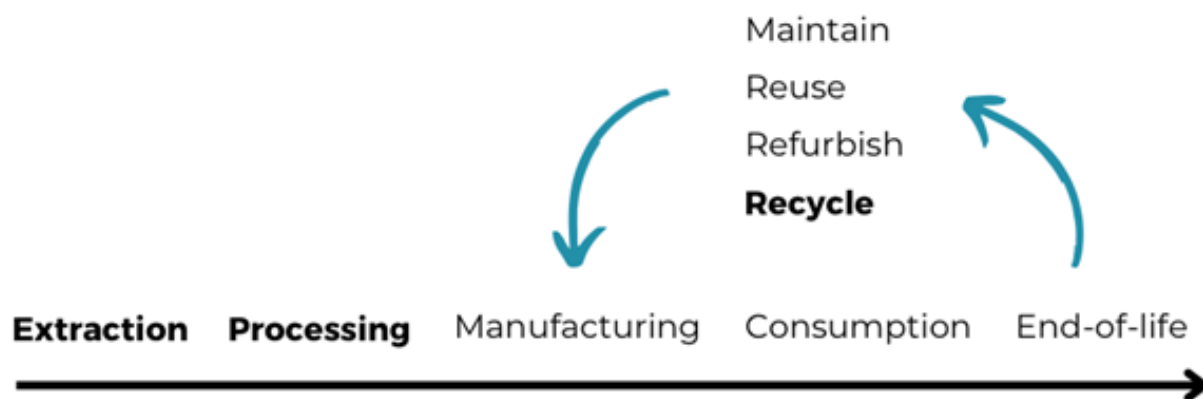 Maintain
Reuse
Refurbish
Recycle
Extraction Processing Manufacturing Consumption End-of-life